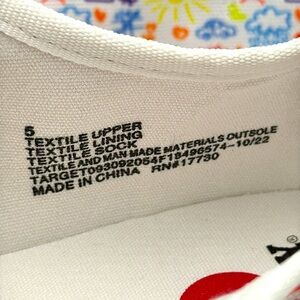 5
TEXTILE UPPER
TEXTILE LINING
TEXTILE SOCK
TEXTILE AND MAN MADE MATERIALS OUTSOLE
TARGET093092054F18496574-10/22
MADE IN CHINA RN#17730